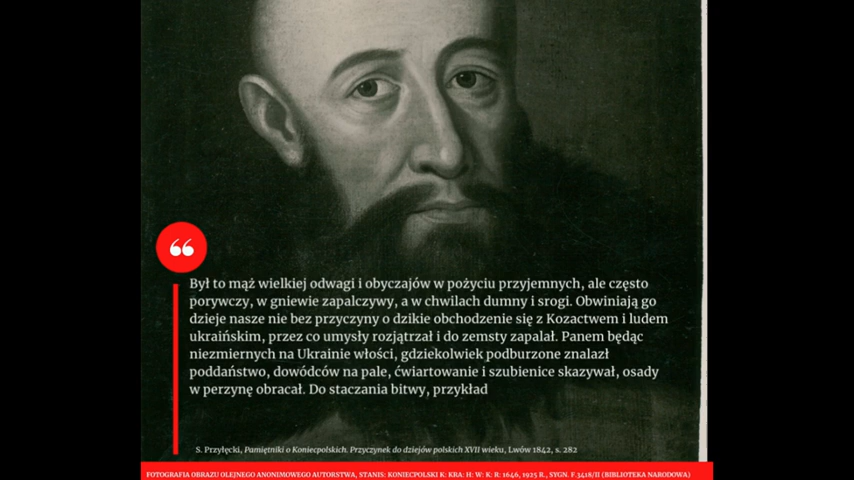 Był to mąż wielkiej odwagi i obyczajów w pożyciu przyjemnych, ale często
porywczy, w gniewie zapalczywy, a w chwilach dumny i srogi. Obwiniają go
dzieje nasze nie bez przyczyny o dzikie obchodzenie się z Kozactwem i ludem
ukraińskim, przez co umysły rozjątrzał i do zemsty zapalał. Panem będąc
niezmiernych na Ukrainie włości, gdziekolwiek podburzone znalazł
poddaństwo, dowódców na pale, ćwiartowanie i szubienice skazywał, osady
w perzynę obracał. Do staczania bitwy, przykład
S. Przyłęcki, Pamiętniki o Koniecpolskich. Przyczynek do dziejów polskich XVII wieku, Lwów 1842, s. 282
FOTOGRAFIA OBRAZU OLEJNEGO ANONIMOWEGO AUTORSTWA, STANIS: KONIECPOLSKI K: KRA: H: W: K: R: 1646, 1925 R., SYGN. F.3418/II (BIBLIOTEKA NARODOWA)